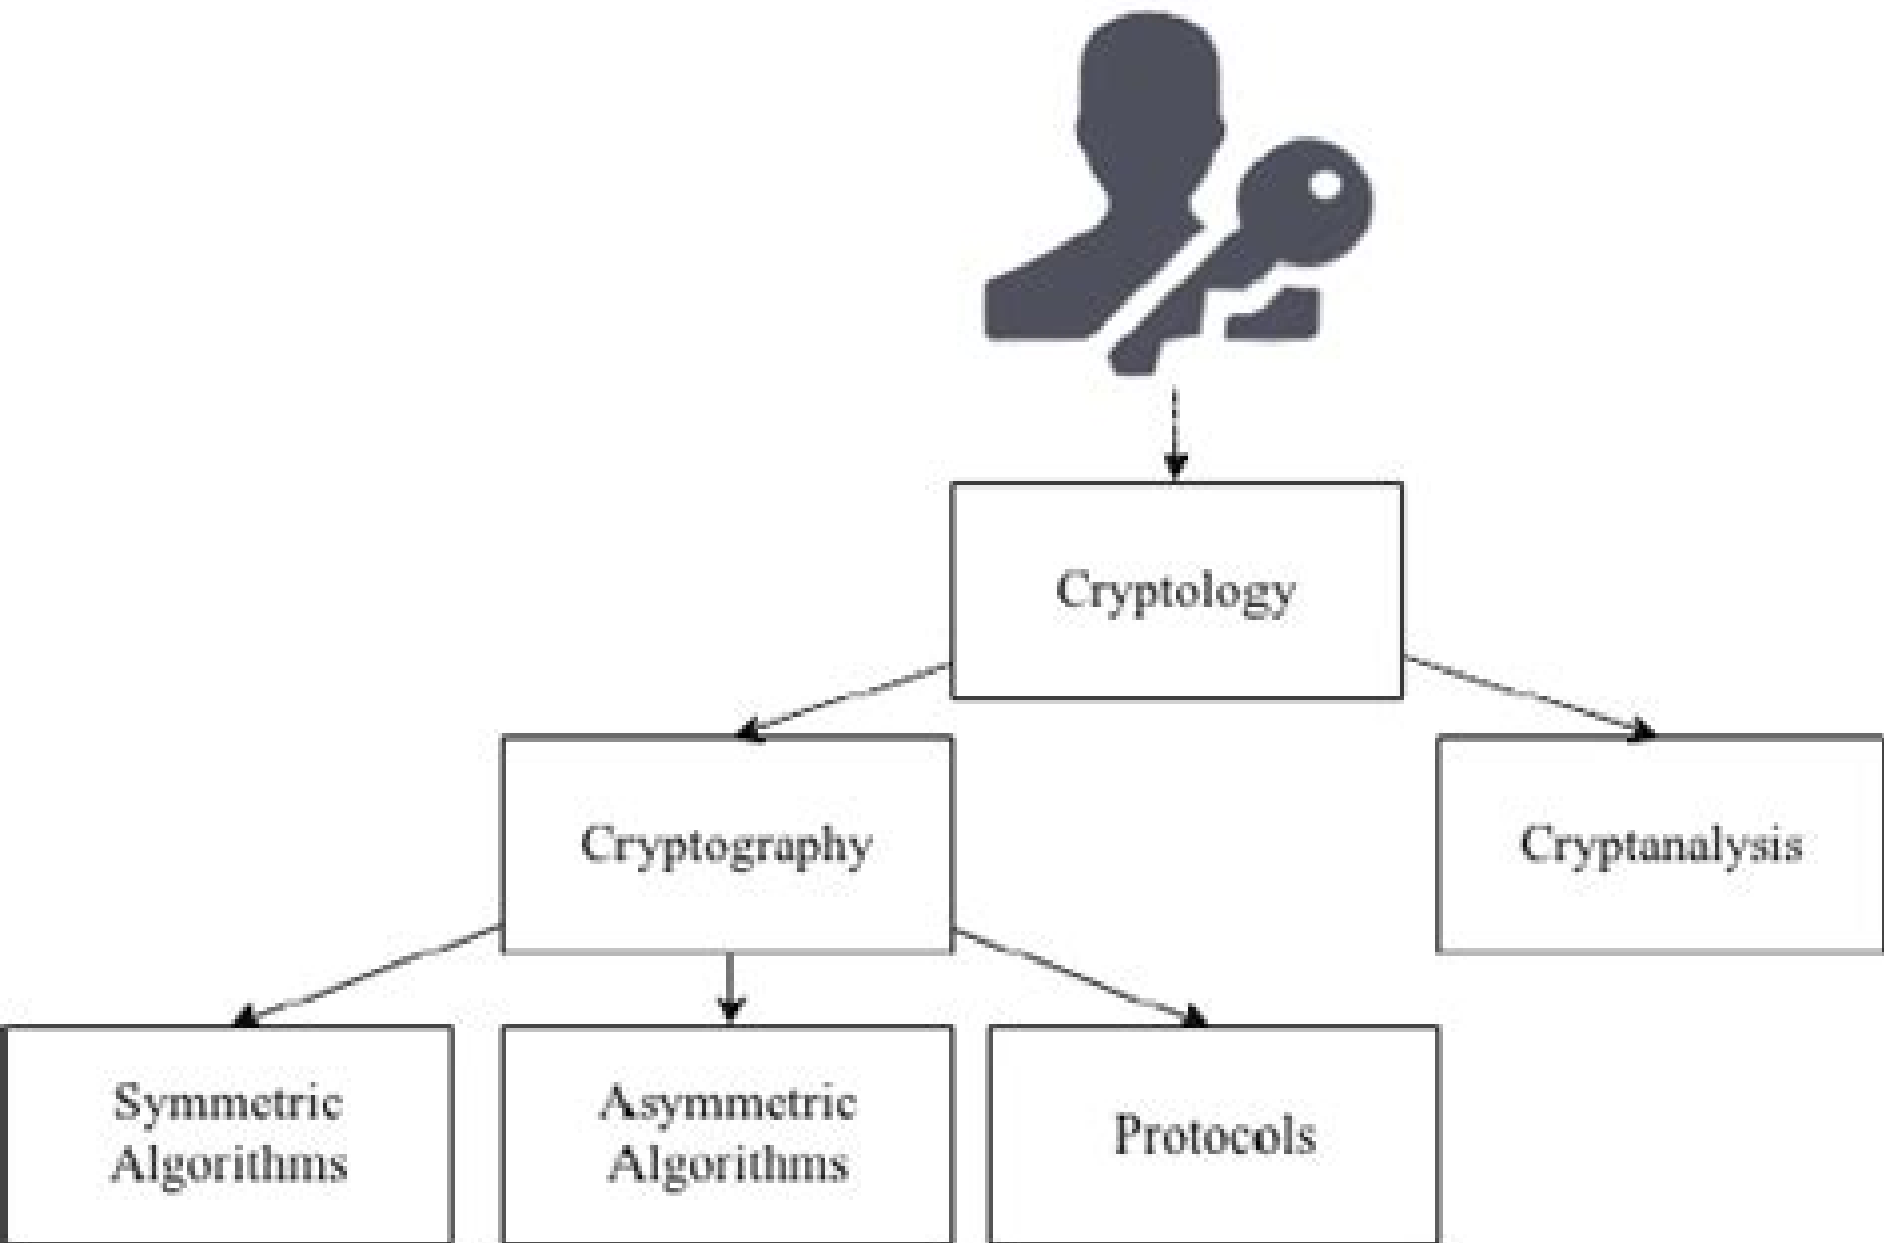 Cryptology
Cryptography
Cryptanalysis
Symmetric
Algorithms
Asymmetric
Algorithms
Protocols